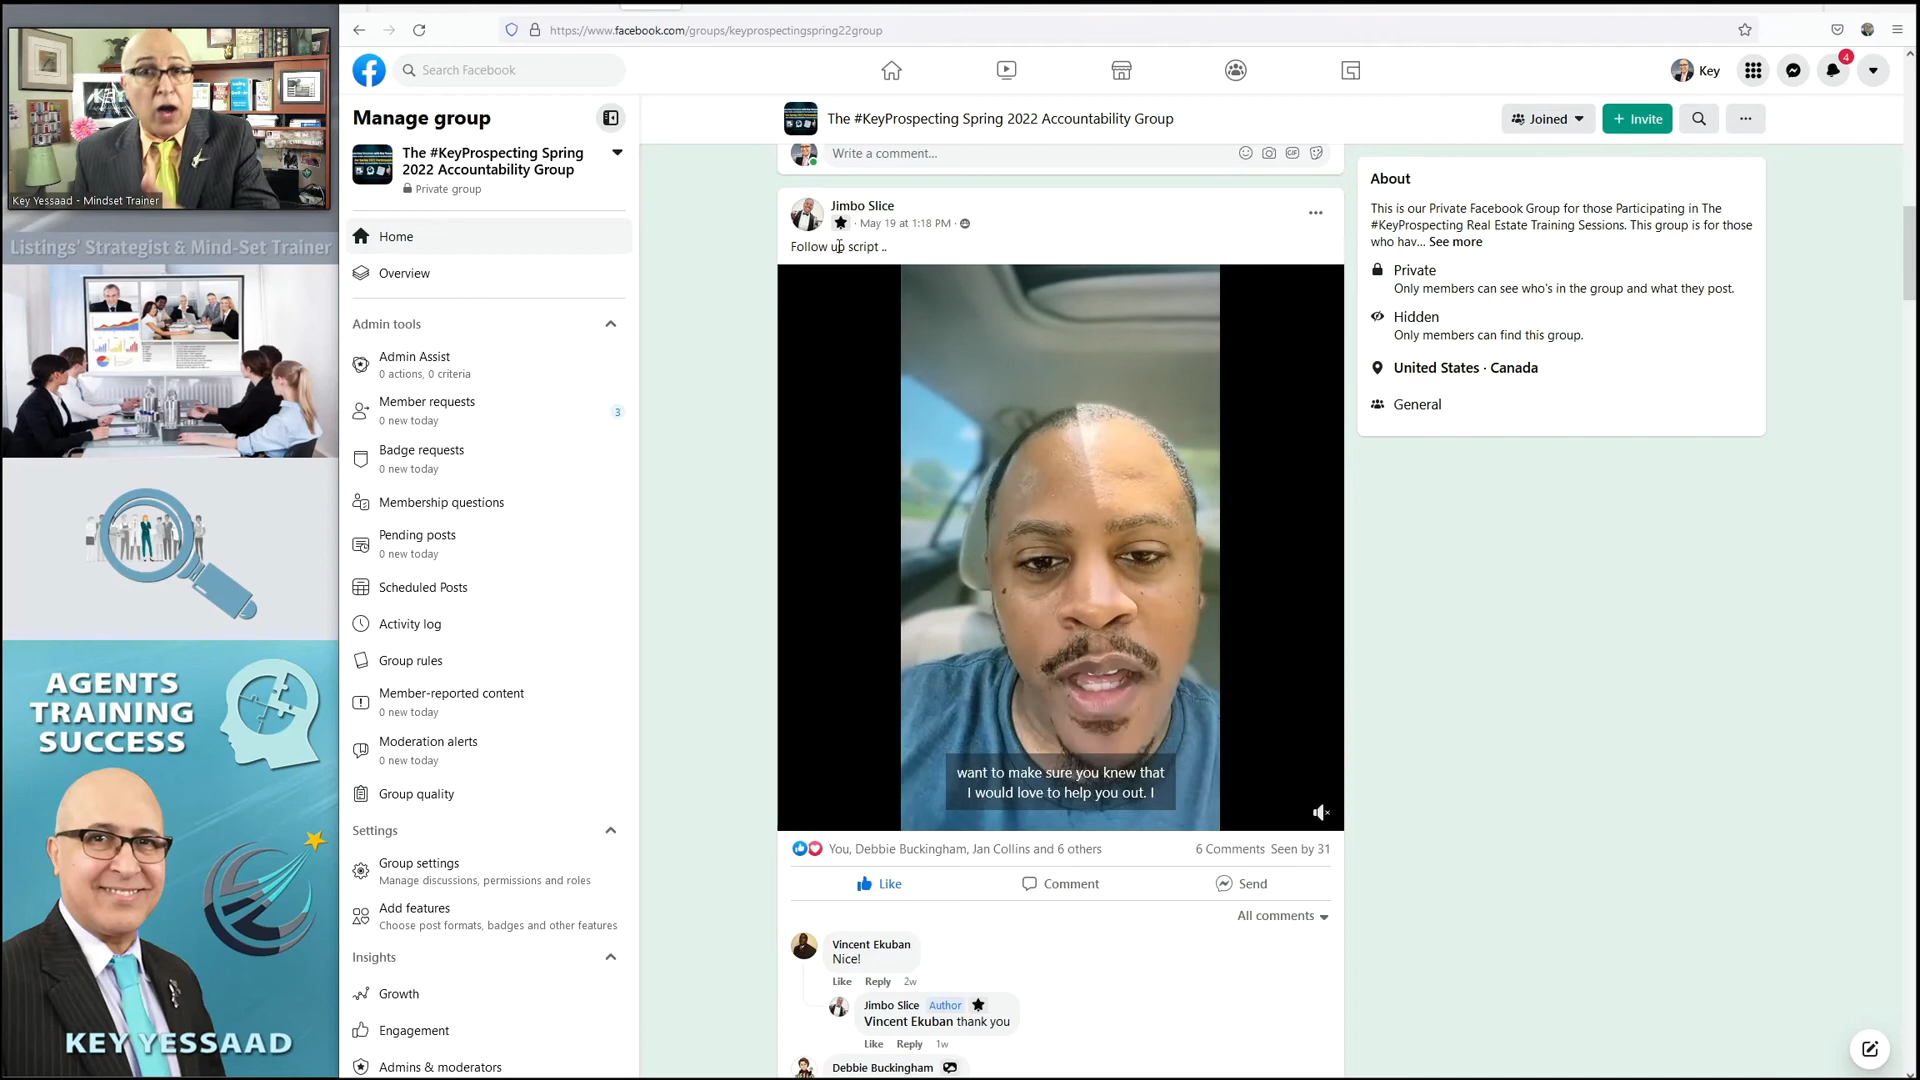 https://www.facebook.com/groups/keyprospectingspring22group
Search Facebook
Key
4
Key Yessaad - Mindset Trainer
Listings' Strategist & Mind-Set Trainer
AGENTS
TRAINING
SUCCESS
KEY YESSAAD
Manage group
The #KeyProspecting Spring
2022 Accountability Group
Private group
Home
Overview
Admin tools
Admin Assist
0 actions, 0 criteria
Member requests
0 new today
3
Badge requests
0 new today
Membership questions
Pending posts
0 new today
Scheduled Posts
Activity log
Group rules
Member-reported content
0 new today
Moderation alerts
0 new today
Group quality
Settings
Group settings
Manage discussions, permissions and roles
Add features
Choose post formats, badges and other features
Insights
Growth
Engagement
Admins & moderators
The #KeyProspecting Spring 2022 Accountability Group
Joined
+ Invite
Write a comment...
GIF
Jimbo Slice
· May 19 at 1:18 PM ·
Follow up script ..
want to make sure you knew that
I would love to help you out. I
You, Debbie Buckingham, Jan Collins and 6 others
6 Comments Seen by 31
Like
Comment
Send
All comments
Vincent Ekuban
Nice!
Like Reply 2w
Jimbo Slice Author
Vincent Ekuban thank you
Like Reply 1w
Debbie Buckingham
About
This is our Private Facebook Group for those Participating in The
#KeyProspecting Real Estate Training Sessions. This group is for those
who hav... See more
Private
Only members can see who's in the group and what they post.
Hidden
Only members can find this group.
United States · Canada
General